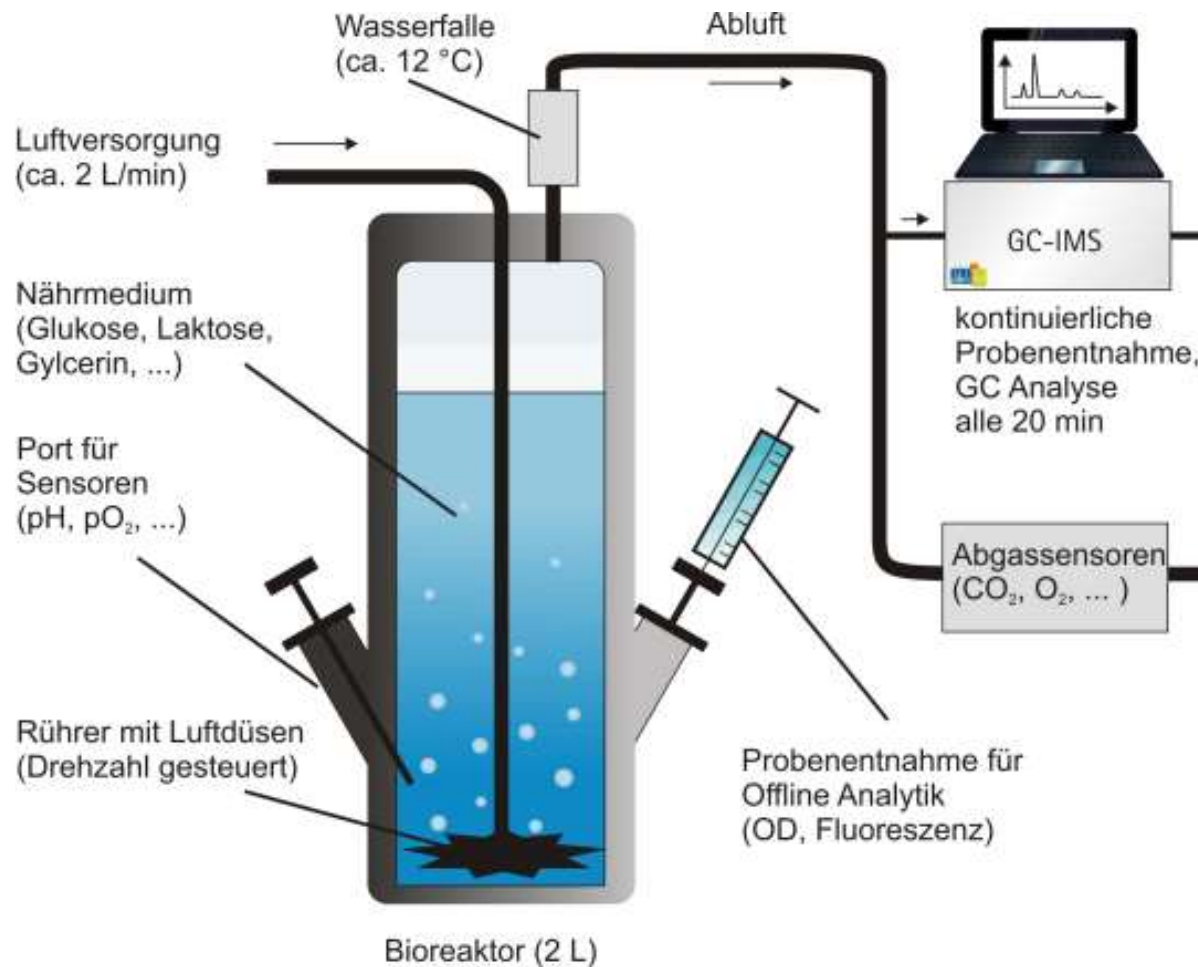 Wasserfalle
(ca. 12 °C)
Abluft
Luftversorgung
(ca. 2 L/min)
GC-IMS
Nährmedium
(Glukose, Laktose,
Gylcerin, ...)
kontinuierliche
Probenentnahme,
GC Analyse
alle 20 min
Port für
Sensoren
(pH, pO₂, ...)
Abgassensoren
(CO₂, O₂, ... )
Rührer mit Luftdüsen
(Drehzahl gesteuert)
Probenentnahme für
Offline Analytik
(OD, Fluoreszenz)
Bioreaktor (2 L)